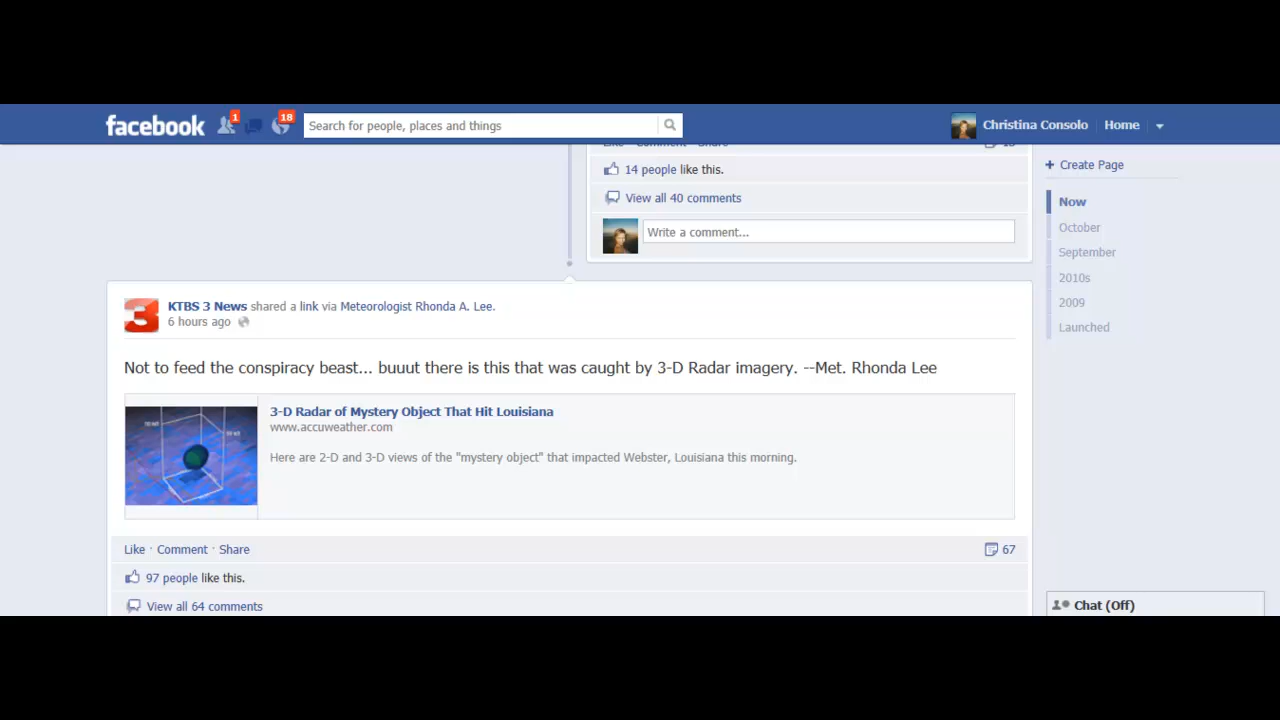 facebook
1
18
Search for people, places and things
Christina Consolo
Home
Like · Comment · Share
14 people like this.
View all 40 comments
Write a comment...
+ Create Page
Now
October
September
2010s
2009
Launched
3
KTBS 3 News shared a link via Meteorologist Rhonda A. Lee.
6 hours ago
Not to feed the conspiracy beast... buuut there is this that was caught by 3-D Radar imagery. --Met. Rhonda Lee
3-D Radar of Mystery Object That Hit Louisiana
www.accuweather.com
Here are 2-D and 3-D views of the "mystery object" that impacted Webster, Louisiana this morning.
Like · Comment · Share
67
97 people like this.
View all 64 comments
Chat (Off)